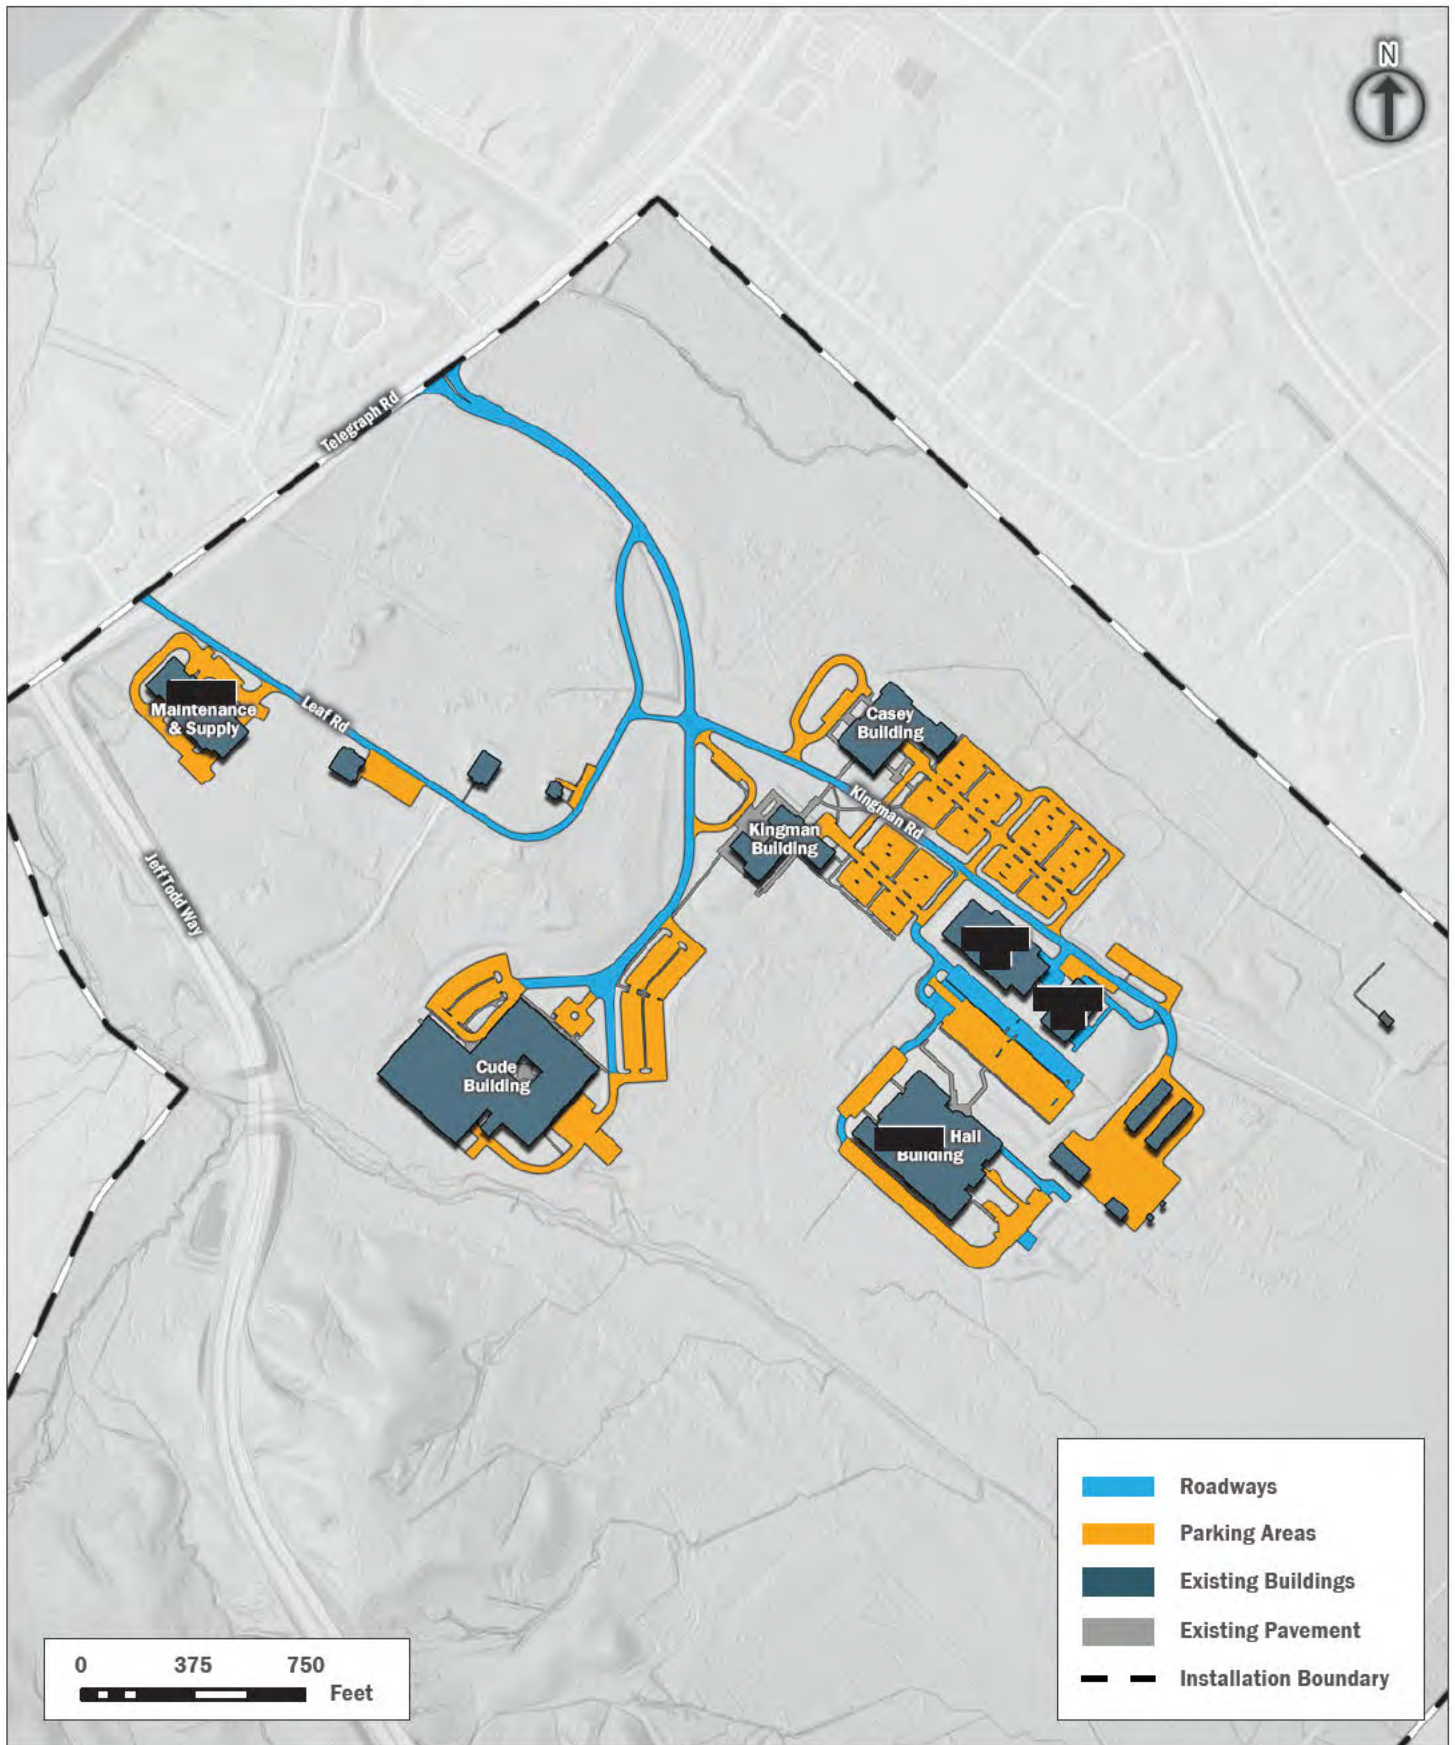 N
Telegraph Rd
Maintenance
& Supply
Leaf Rd
Casey
Building
Kingman Rd
Kingman
Building
Jeff Todd Way
Cude
Building
Hall
Building
Roadways
Parking Areas
Existing Buildings
Existing Pavement
Installation Boundary
0 375 750
Feet